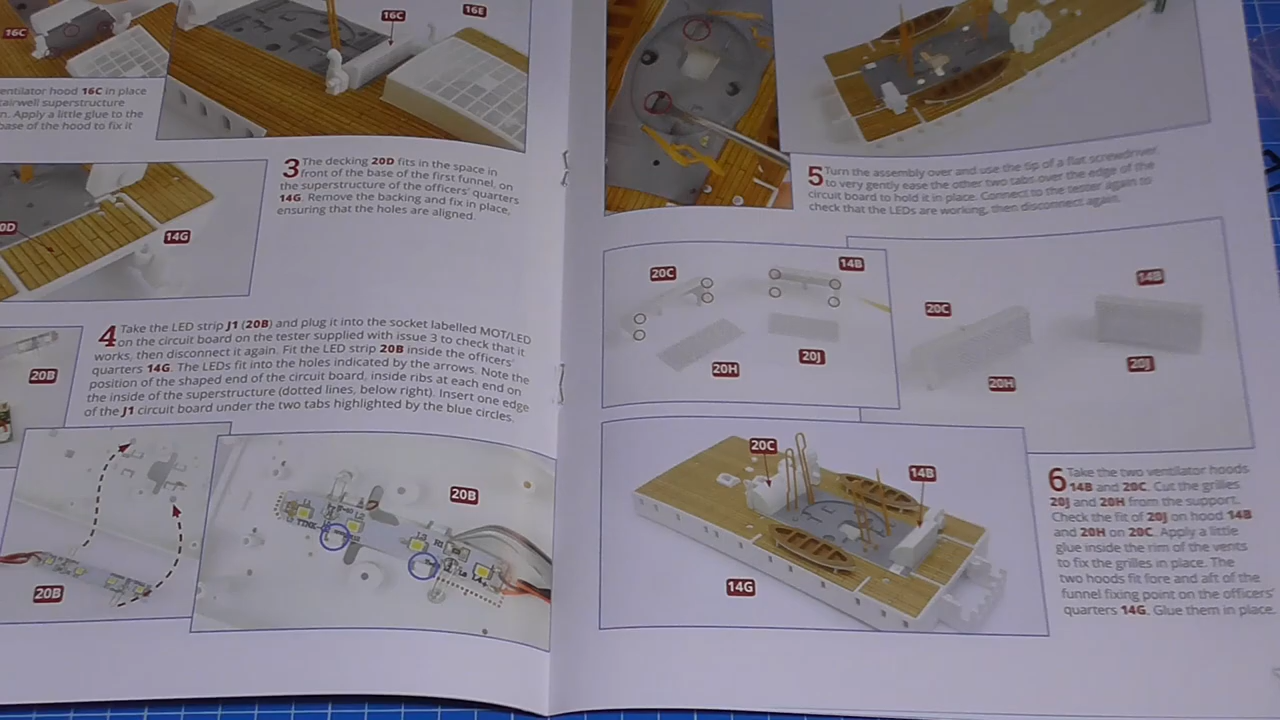 16C
16C
16E
ventilator hood 16C in place
stairwell superstructure
n. Apply a little glue to the
base of the hood to fix it
0D
14G
3 The decking 20D fits in the space in
front of the base of the first funnel, on
the superstructure of the officers' quarters
14G. Remove the backing and fix in place,
ensuring that the holes are aligned.
20B
4 Take the LED strip J1 (20B) and plug it into the socket labelled MOT/LED
on the circuit board on the tester supplied with issue 3 to check that it
works, then disconnect it again. Fit the LED strip 20B inside the officers'
quarters 14G. The LEDs fit into the holes indicated by the arrows. Note the
position of the shaped end of the circuit board, inside ribs at each end on
the inside of the superstructure (dotted lines, below right). Insert one edge
of the J1 circuit board under the two tabs highlighted by the blue circles.
20B
20B
5 Turn the assembly over and use the tip of a flat screwdriver
to very gently ease the other two tabs over the edge of the
circuit board to hold it in place. Connect to the tester again to
check that the LEDs are working, then disconnect again.
20C
14B
20H
20J
20C
14B
20H
20J
20C
14B
14G
6 Take the two ventilator hoods
14B and 20C. Cut the grilles
20J and 20H from the support.
Check the fit of 20J on hood 14B
and 20H on 20C. Apply a little
glue inside the rim of the vents
to fix the grilles in place. The
two hoods fit fore and aft of the
funnel fixing point on the officers'
quarters 14G. Glue them in place.